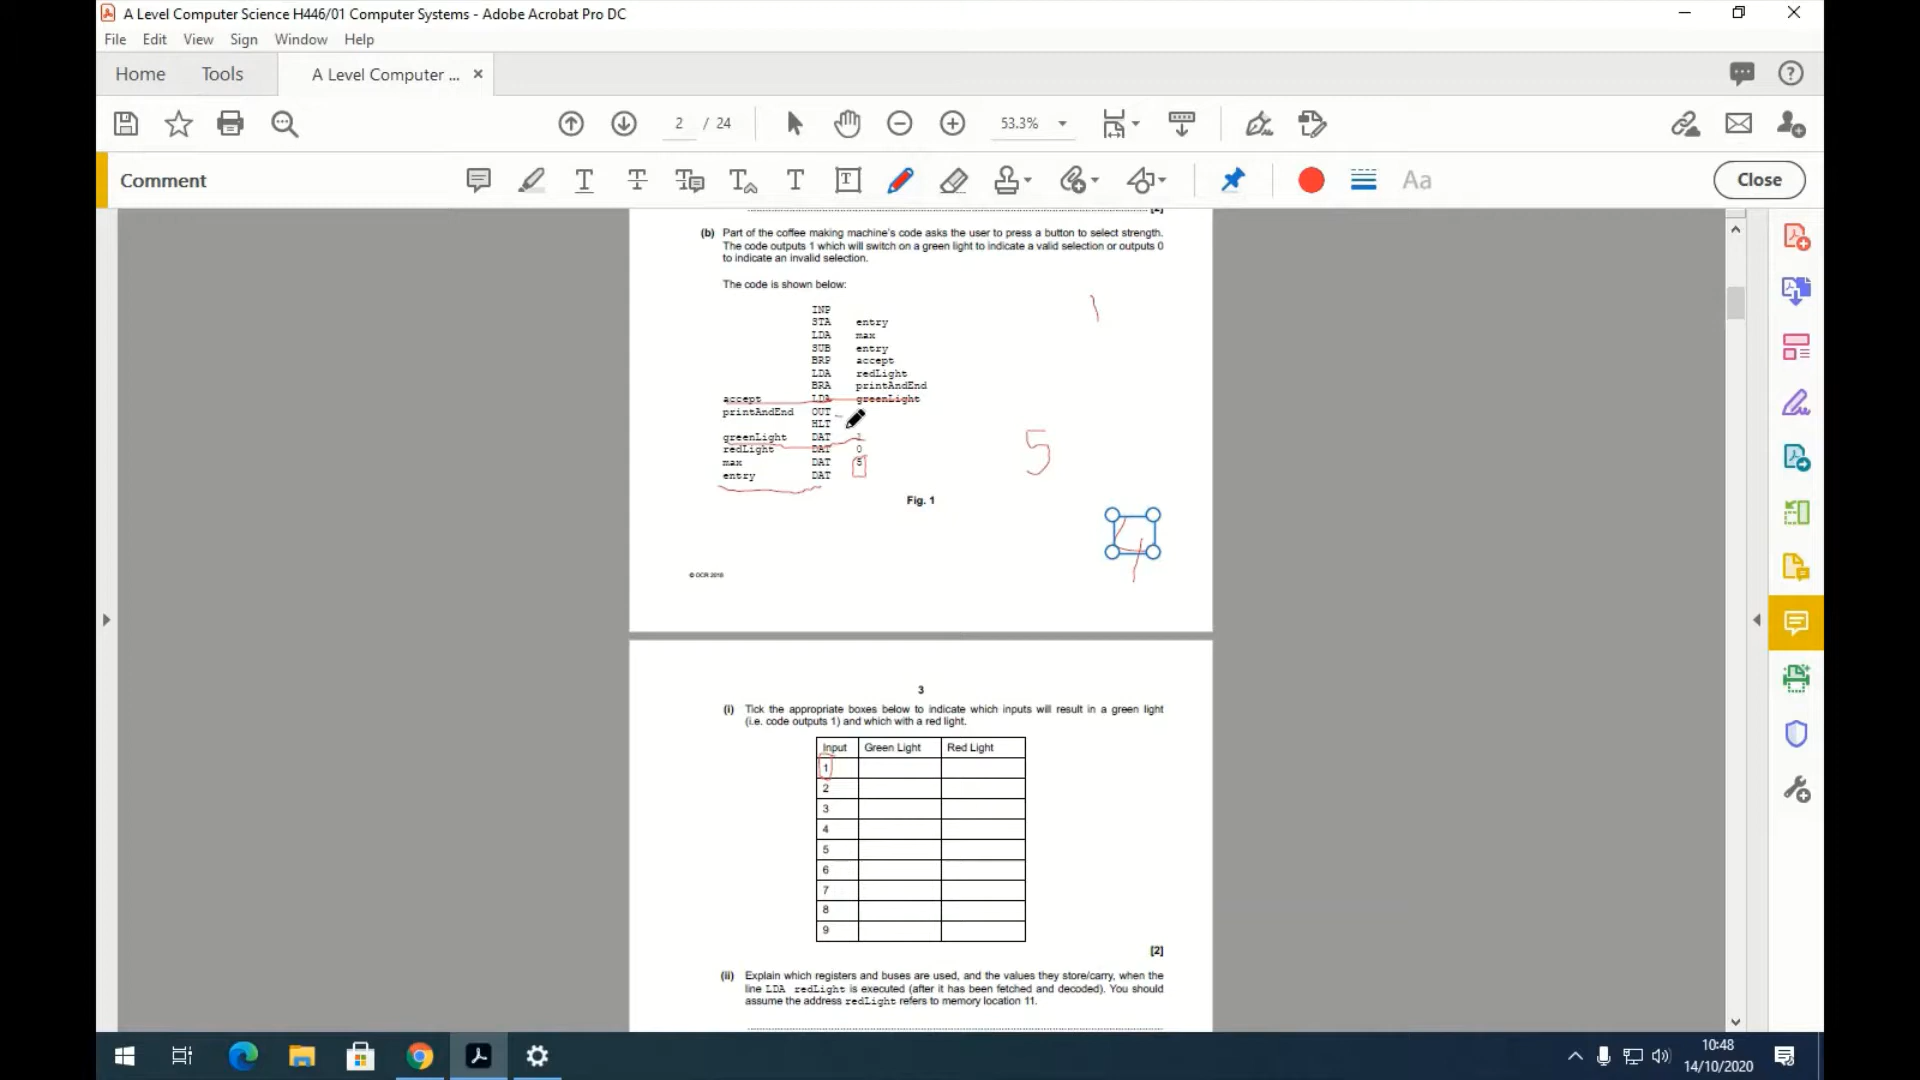 A Level Computer Science H446/01 Computer Systems - Adobe Acrobat Pro DC
File Edit View Sign Window Help
Home Tools A Level Computer ... ×
2 / 24 53.3%
Comment Aa Close
[2]
(b) Part of the coffee making machine's code asks the user to press a button to select strength.
The code outputs 1 which will switch on a green light to indicate a valid selection or outputs 0
to indicate an invalid selection.
The code is shown below:
INP
STA entry
LDA max
SUB entry
BRP accept
LDA redLight
BRA printAndEnd
accept LDA greenLight
printAndEnd OUT
HLT
greenLight DAT 1
redLight DAT 0
max DAT 5
entry DAT
5
Fig. 1
4
© OCR 2018
3
(i) Tick the appropriate boxes below to indicate which inputs will result in a green light
(i.e. code outputs 1) and which with a red light.
Input Green Light Red Light
1
2
3
4
5
6
7
8
9
[2]
(ii) Explain which registers and buses are used, and the values they store/carry, when the
line LDA redLight is executed (after it has been fetched and decoded). You should
assume the address redLight refers to memory location 11.
10:48
14/10/2020